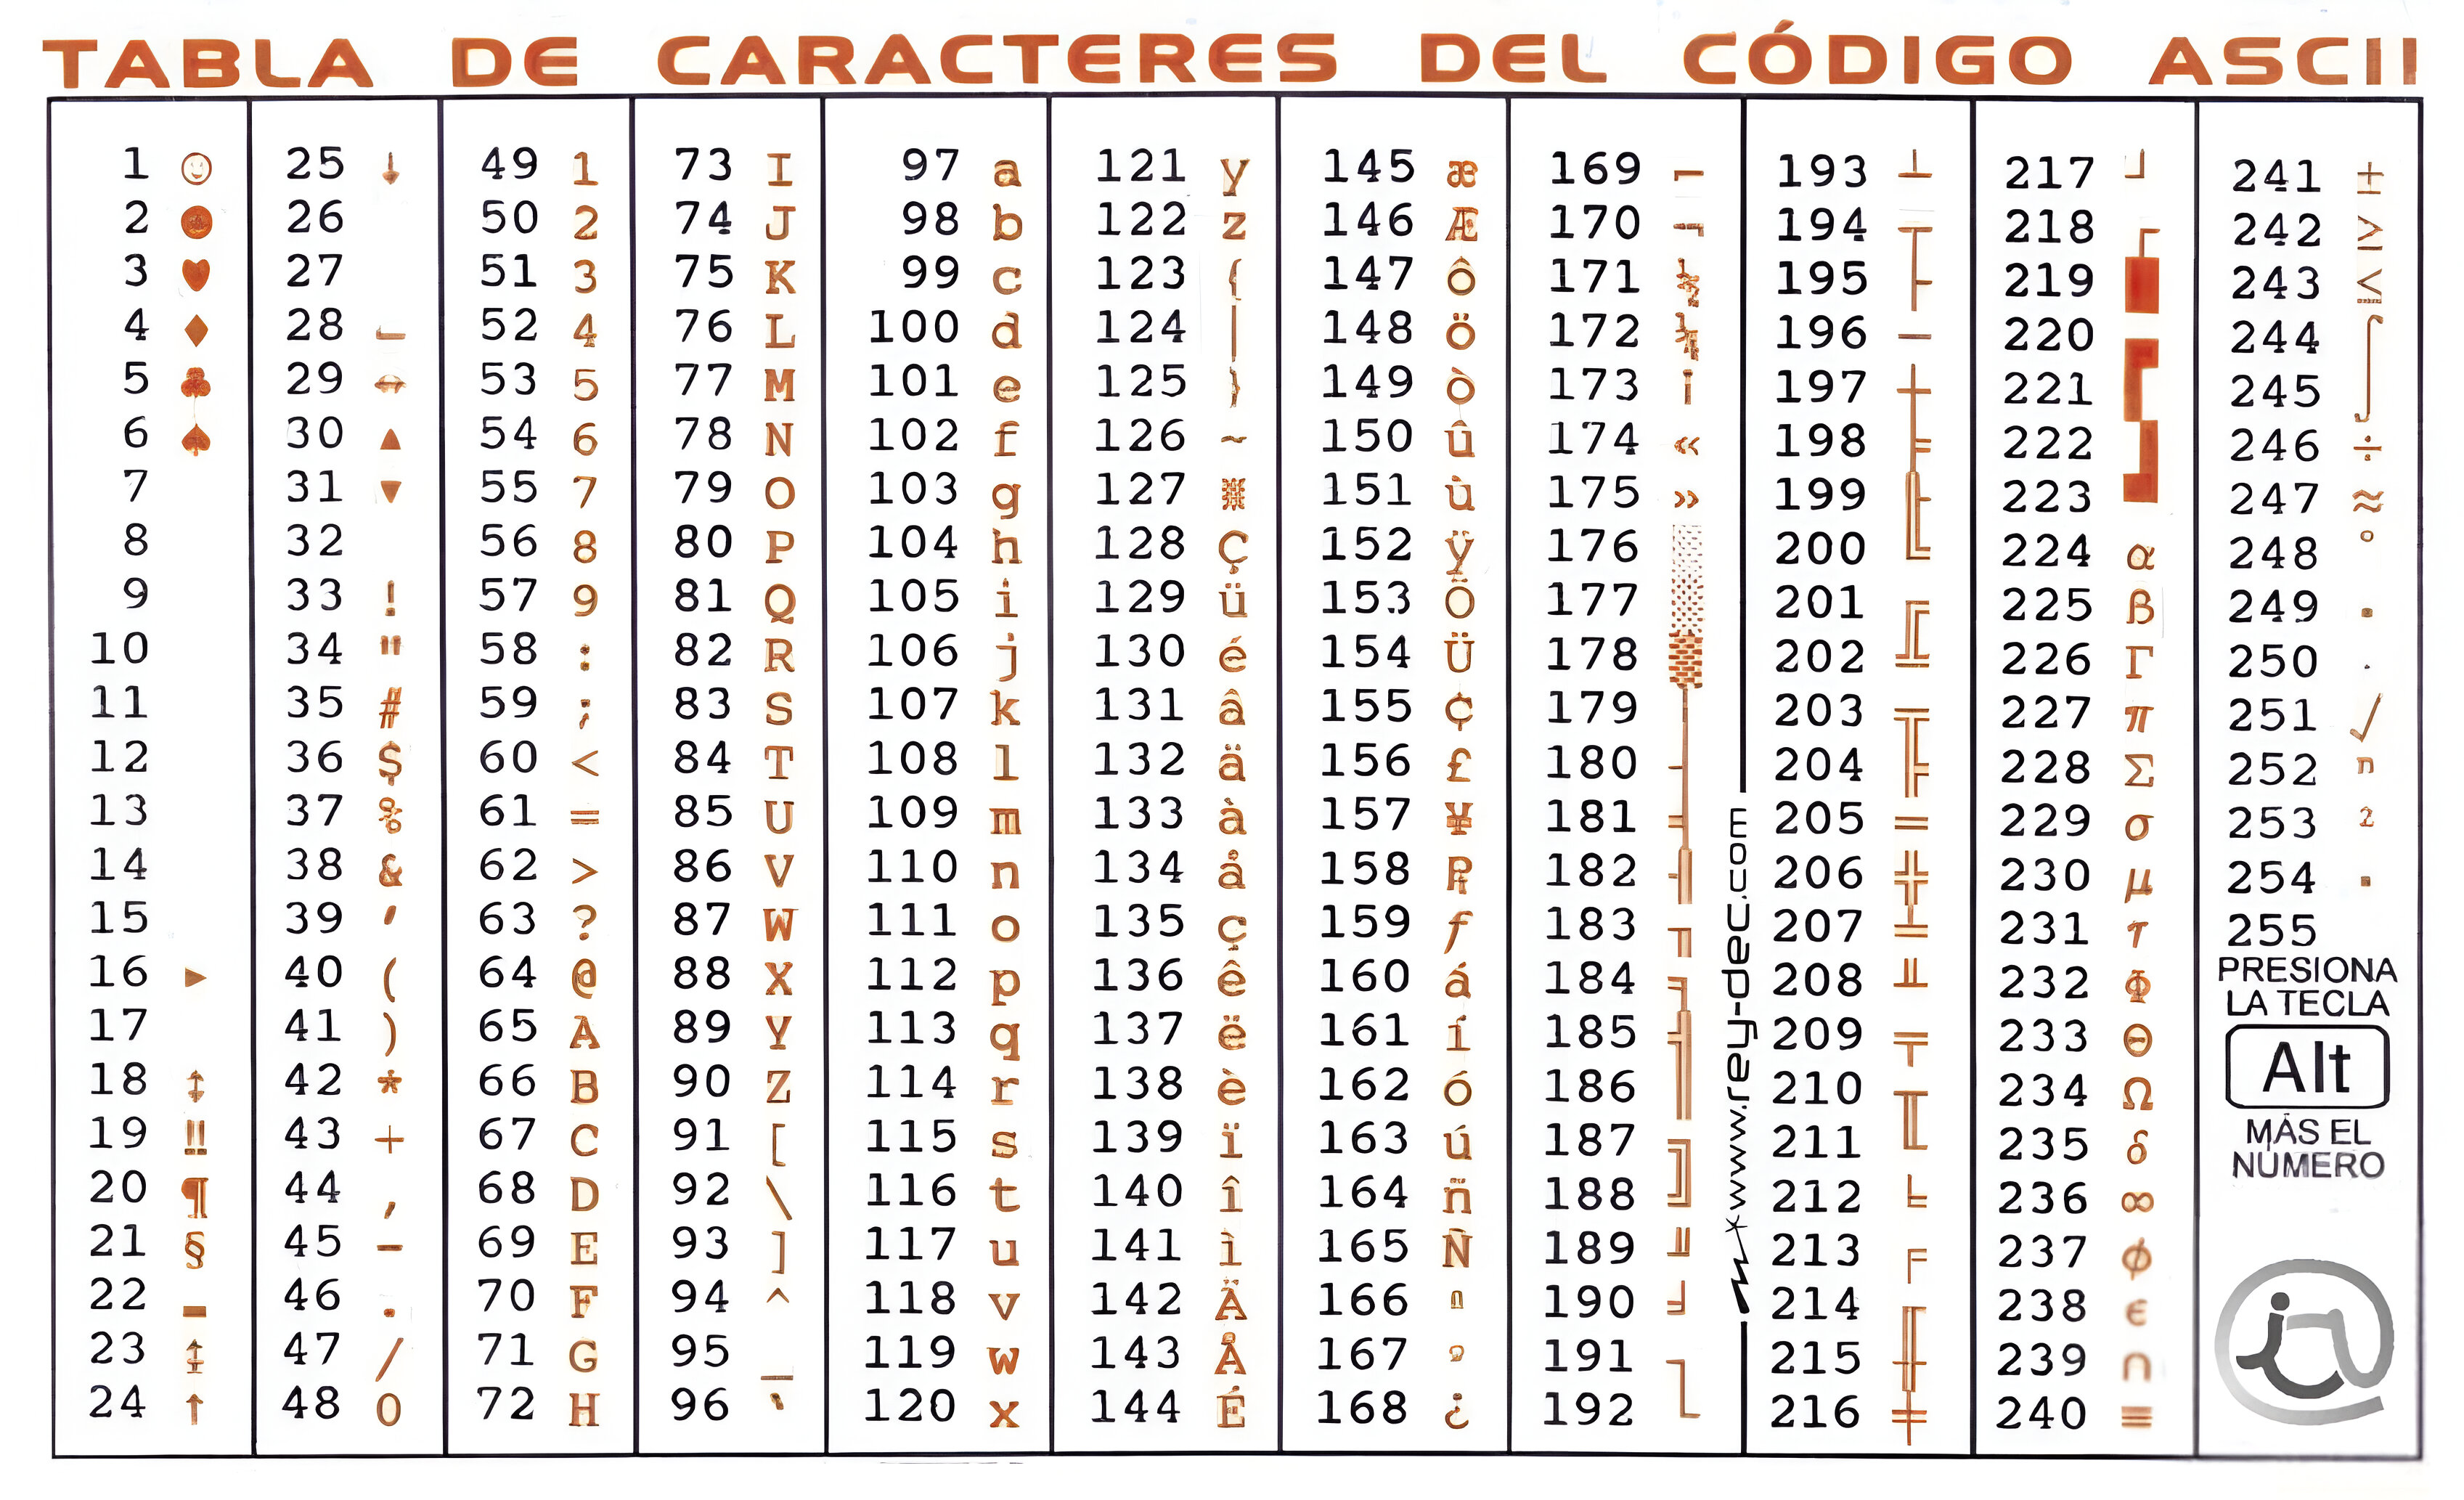 TABLA DE CARACTERES DEL CÓDIGO ASCII
1 ☺
2 ☻
3 ♥
4 ♦
5 ♣
6 ♠
7
8
9
10
11
12
13
14
15
16 ►
17
18 ↕
19 ‼
20 ¶
21 §
22 ▬
23 ↨
24 ↑
25 ↓
26
27
28 ∟
29 ↔
30 ▲
31 ▼
32
33 !
34 "
35 #
36 $
37 %
38 &
39 '
40 (
41 )
42 *
43 +
44 ,
45 -
46 .
47 /
48 0
49 1
50 2
51 3
52 4
53 5
54 6
55 7
56 8
57 9
58 :
59 ;
60 <
61 =
62 >
63 ?
64 @
65 A
66 B
67 C
68 D
69 E
70 F
71 G
72 H
73 I
74 J
75 K
76 L
77 M
78 N
79 O
80 P
81 Q
82 R
83 S
84 T
85 U
86 V
87 W
88 X
89 Y
90 Z
91 [
92 \
93 ]
94 ^
95 _
96 `
97 a
98 b
99 c
100 d
101 e
102 f
103 g
104 h
105 i
106 j
107 k
108 l
109 m
110 n
111 o
112 p
113 q
114 r
115 s
116 t
117 u
118 v
119 w
120 x
121 y
122 z
123 {
124 |
125 }
126 ~
127 ⌂
128 Ç
129 ü
130 é
131 â
132 ä
133 à
134 å
135 ç
136 ê
137 ë
138 è
139 ï
140 î
141 ì
142 Ä
143 Å
144 É
145 æ
146 Æ
147 ô
148 ö
149 ò
150 û
151 ù
152 ÿ
153 Ö
154 Ü
155 ¢
156 £
157 ¥
158 ₧
159 ƒ
160 á
161 í
162 ó
163 ú
164 ñ
165 Ñ
166 ª
167 º
168 ¿
169 ⌐
170 ¬
171 ½
172 ¼
173 ¡
174 «
175 »
176 ░
177 ▒
178 ▓
179 │
180 ┤
181 ╡
182 ╢
183 ╖
184 ╕
185 ╣
186 ║
187 ╗
188 ╝
189 ╜
190 ╛
191 ┐
192 └
www.rey-dec.com
193 ┴
194 ┬
195 ├
196 ─
197 ┼
198 ╞
199 ╟
200 ╚
201 ╔
202 ╩
203 ╦
204 ╠
205 ═
206 ╬
207 ╧
208 ╨
209 ╤
210 ╥
211 ╙
212 ╘
213 ╒
214 ╓
215 ╫
216 ╪
217 ┘
218 ┌
219 █
220 ▄
221 ▌
222 ▐
223 ▀
224 α
225 ß
226 Γ
227 π
228 Σ
229 σ
230 µ
231 τ
232 Φ
233 Θ
234 Ω
235 δ
236 ∞
237 φ
238 ε
239 ∩
240 ≡
241 ±
242 ≥
243 ≤
244 ⌠
245 ⌡
246 ÷
247 ≈
248 °
249 ∙
250 ·
251 √
252 ⁿ
253 ²
254 ■
255
PRESIONA
LA TECLA
Alt
MÁS EL
NÚMERO